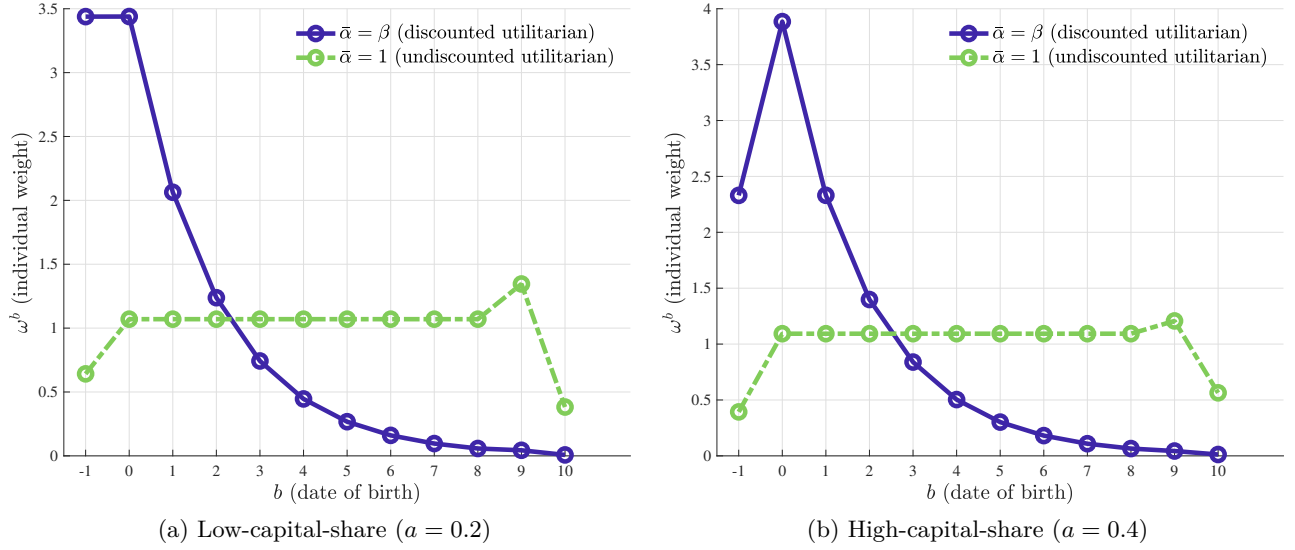 3.5
3
2.5
2
1.5
1
0.5
0
ω^b (individual weight)
ᾱ = β (discounted utilitarian)
ᾱ = 1 (undiscounted utilitarian)
-1 0 1 2 3 4 5 6 7 8 9 10
b (date of birth)
(a) Low-capital-share (a = 0.2)
4
3.5
3
2.5
2
1.5
1
0.5
0
ω^b (individual weight)
ᾱ = β (discounted utilitarian)
ᾱ = 1 (undiscounted utilitarian)
-1 0 1 2 3 4 5 6 7 8 9 10
b (date of birth)
(b) High-capital-share (a = 0.4)